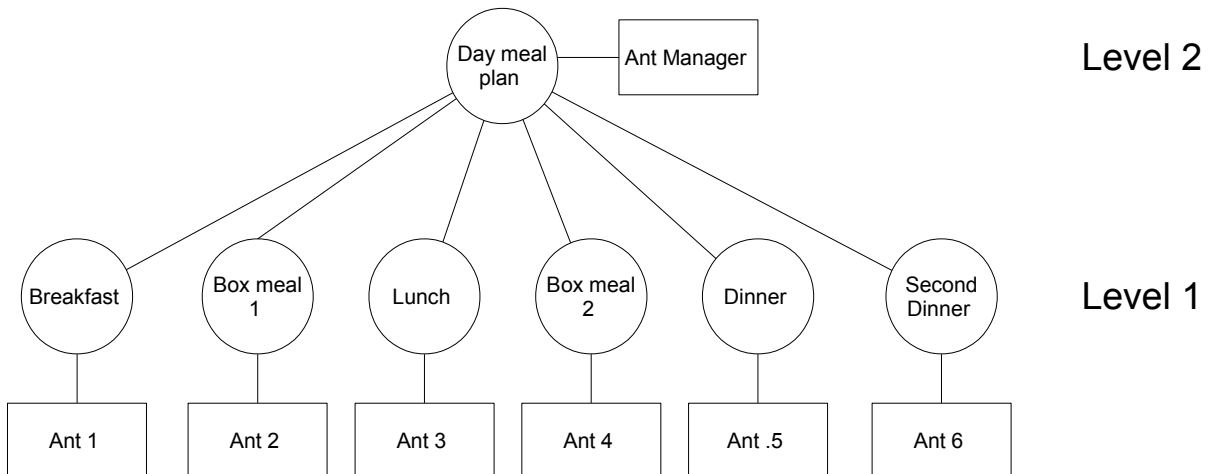 Day meal
plan
Ant Manager
Level 2
Breakfast
Box meal
1
Lunch
Box meal
2
Dinner
Second
Dinner
Level 1
Ant 1
Ant 2
Ant 3
Ant 4
Ant .5
Ant 6